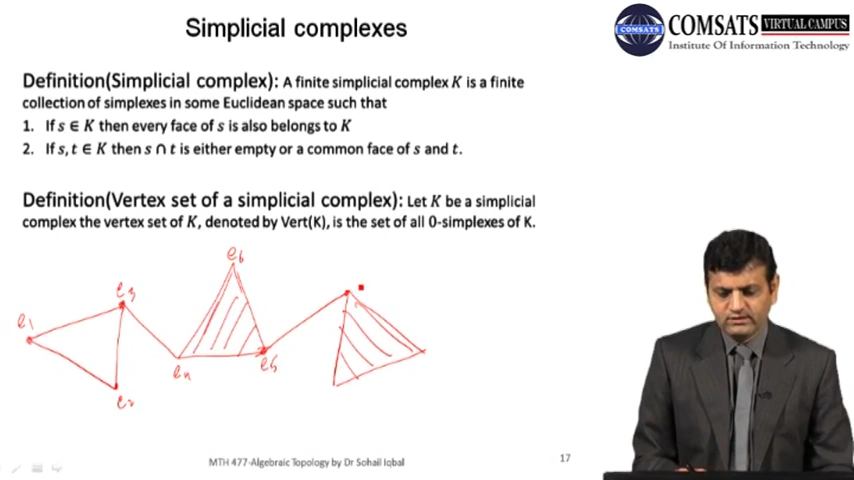 Simplicial complexes
COMSATS
COMSATS VIRTUAL CAMPUS
Institute Of Information Technology
Definition(Simplicial complex): A finite simplicial complex K is a finite
collection of simplexes in some Euclidean space such that
1. If s ∈ K then every face of s is also belongs to K
2. If s, t ∈ K then s ∩ t is either empty or a common face of s and t.
Definition(Vertex set of a simplicial complex): Let K be a simplicial
complex the vertex set of K, denoted by Vert(K), is the set of all 0-simplexes of K.
e6
e3
e1
e5
e2
MTH 477-Algebraic Topology by Dr Sohail Iqbal
17